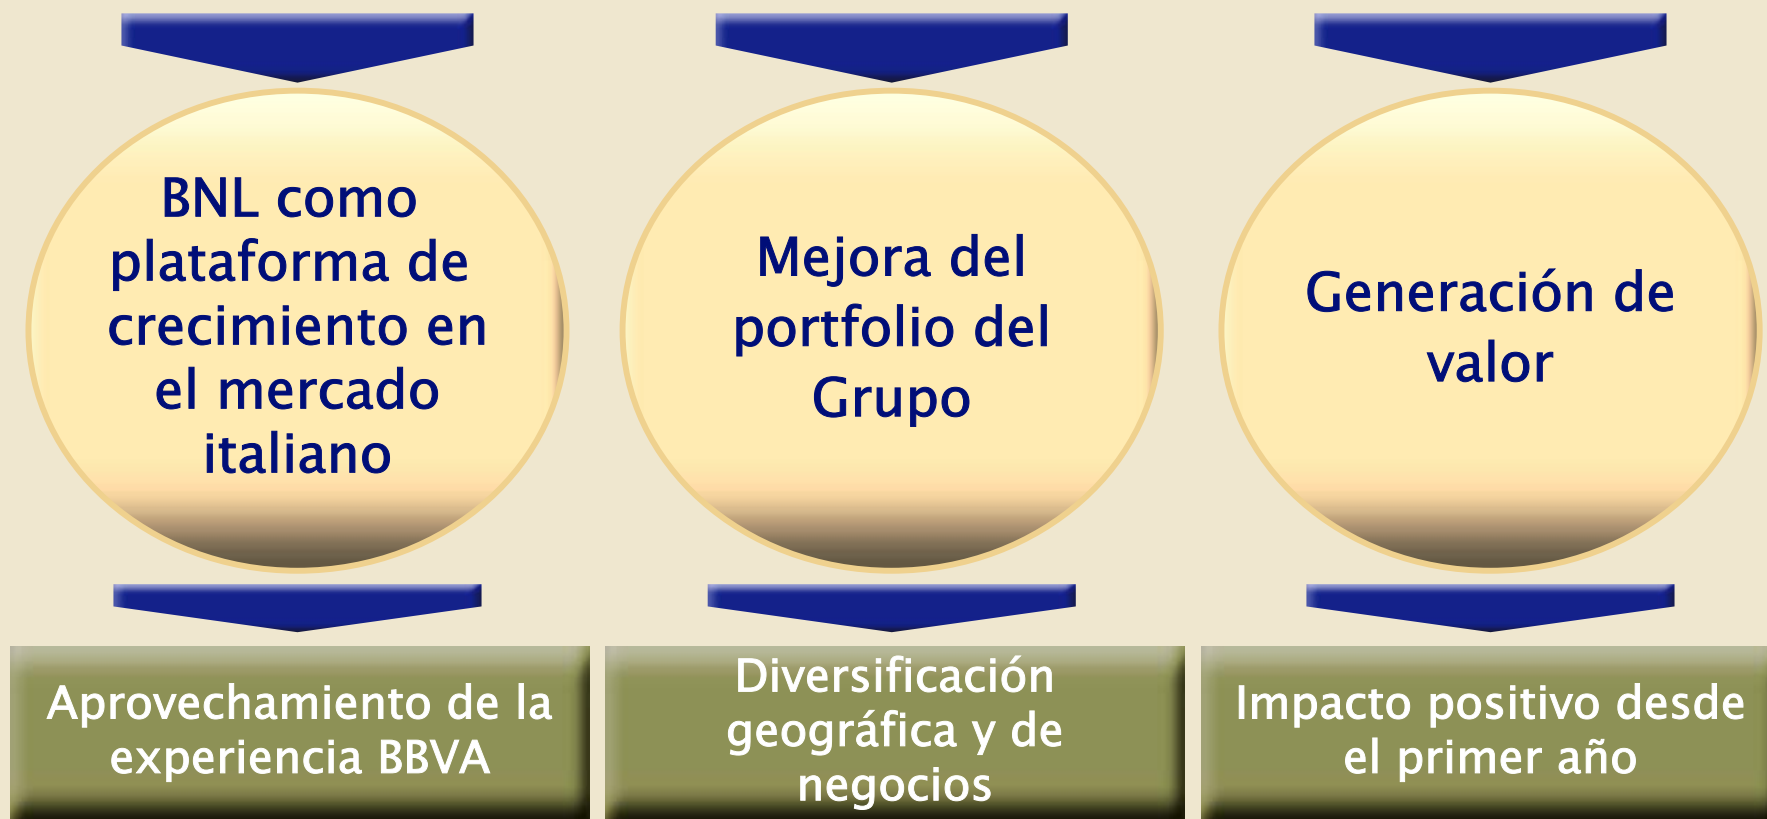 BNL como
plataforma de
crecimiento en
el mercado
italiano
Mejora del
portfolio del
Grupo
Generación de
valor
Aprovechamiento de la
experiencia BBVA
Diversificación
geográfica y de
negocios
Impacto positivo desde
el primer año